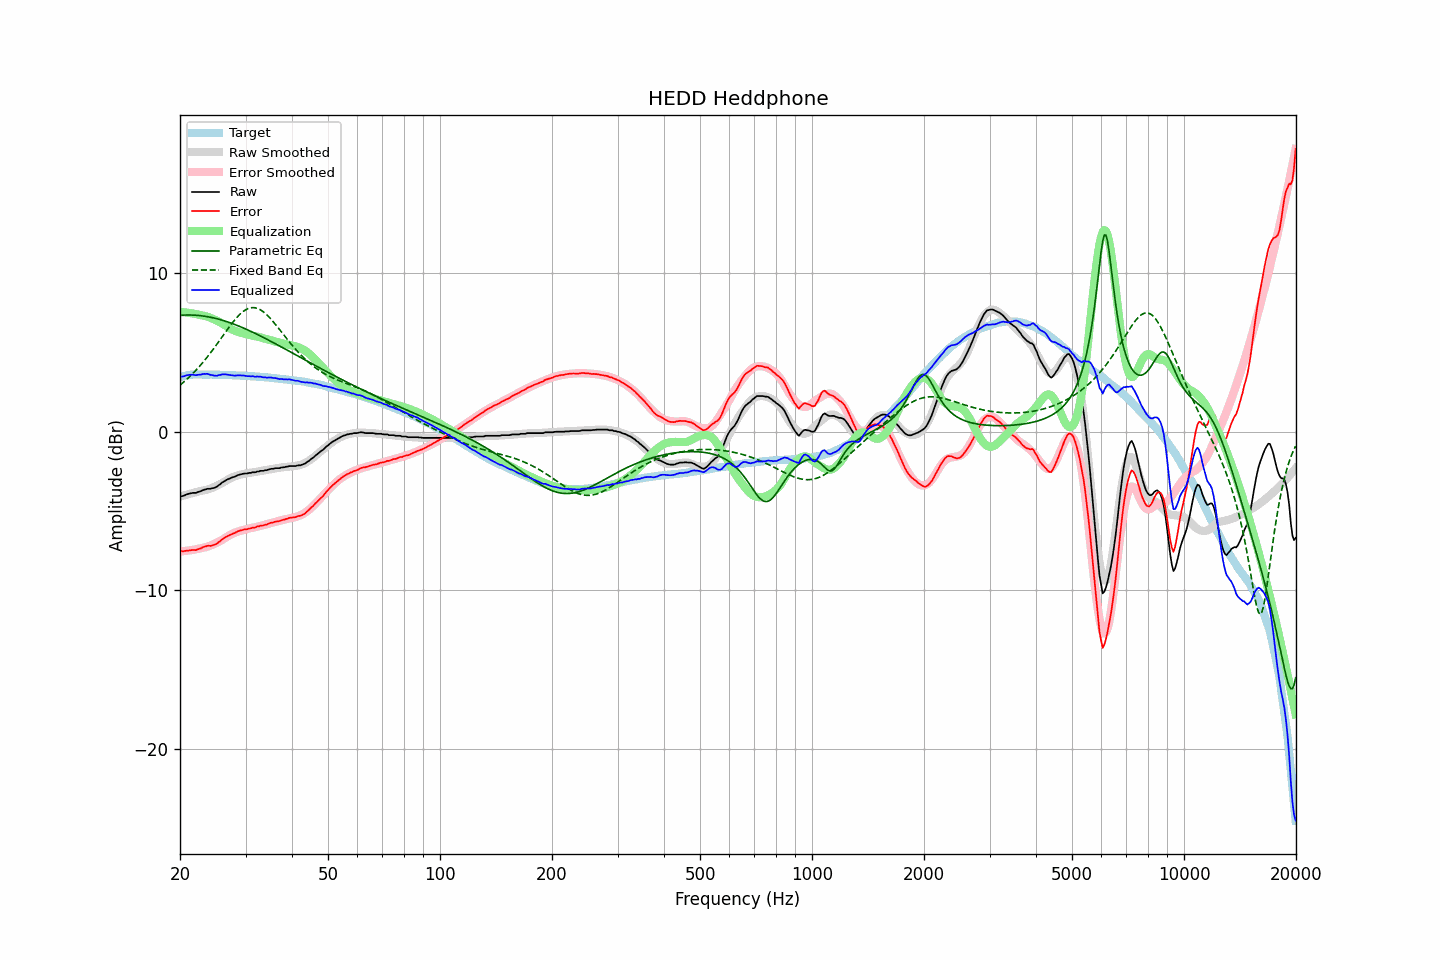 HEDD Heddphone
Target
Raw Smoothed
Error Smoothed
Raw
Error
Equalization
Parametric Eq
Fixed Band Eq
Equalized
Amplitude (dBr)
10
0
−10
−20
20
50
100
200
500
1000
2000
5000
10000
20000
Frequency (Hz)